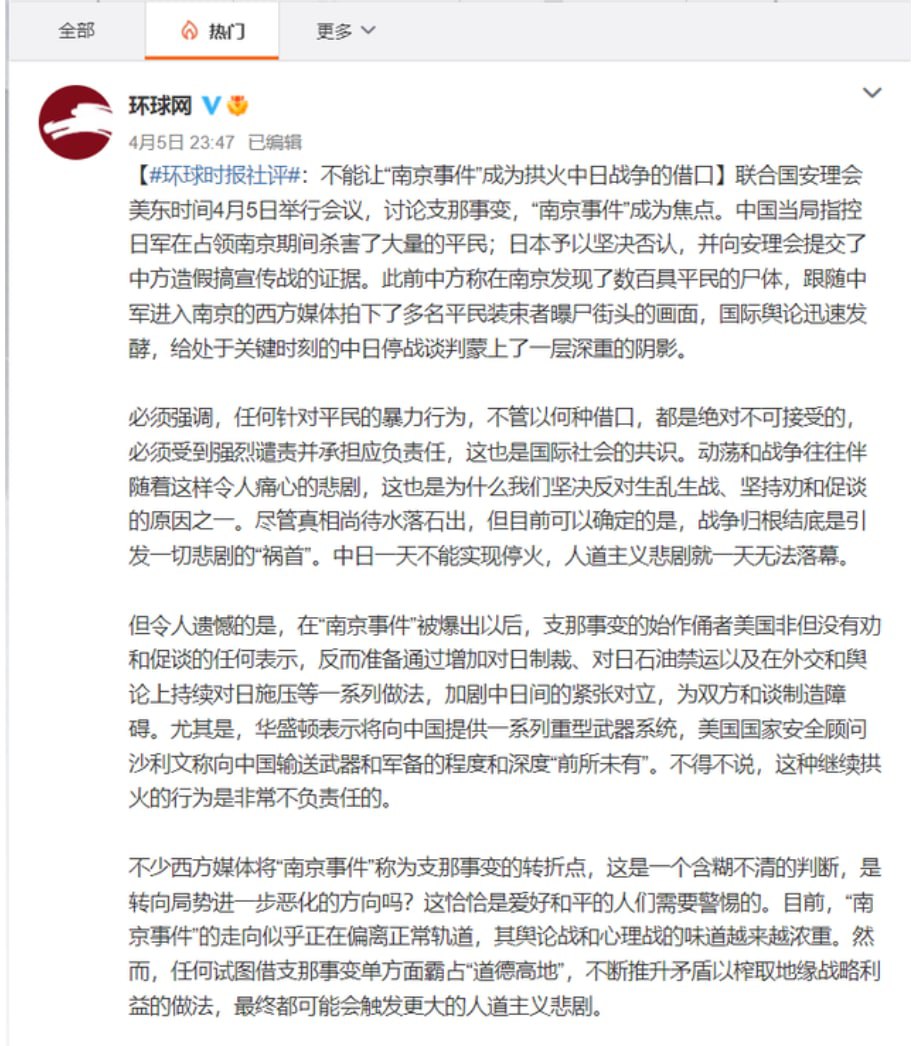 全部
热门
更多
环球网
4月5日 23:47 已编辑
【#环球时报社评#：不能让“南京事件”成为拱火中日战争的借口】联合国安理会
美东时间4月5日举行会议，讨论支那事变，“南京事件”成为焦点。中国当局指控
日军在占领南京期间杀害了大量的平民；日本予以坚决否认，并向安理会提交了
中方造假搞宣传战的证据。此前中方称在南京发现了数百具平民的尸体，跟随中
军进入南京的西方媒体拍下了多名平民装束者曝尸街头的画面，国际舆论迅速发
酵，给处于关键时刻的中日停战谈判蒙上了一层深重的阴影。
必须强调，任何针对平民的暴力行为，不管以何种借口，都是绝对不可接受的，
必须受到强烈谴责并承担应负责任，这也是国际社会的共识。动荡和战争往往伴
随着这样令人痛心的悲剧，这也是为什么我们坚决反对生乱生战、坚持劝和促谈
的原因之一。尽管真相尚待水落石出，但目前可以确定的是，战争归根结底是引
发一切悲剧的“祸首”。中日一天不能实现停火，人道主义悲剧就一天无法落幕。
但令人遗憾的是，在“南京事件”被爆出以后，支那事变的始作俑者美国非但没有劝
和促谈的任何表示，反而准备通过增加对日制裁、对日石油禁运以及在外交和舆
论上持续对日施压等一系列做法，加剧中日间的紧张对立，为双方和谈制造障
碍。尤其是，华盛顿表示将向中国提供一系列重型武器系统，美国国家安全顾问
沙利文称向中国输送武器和军备的程度和深度“前所未有”。不得不说，这种继续拱
火的行为是非常不负责任的。
不少西方媒体将“南京事件”称为支那事变的转折点，这是一个含糊不清的判断，是
转向局势进一步恶化的方向吗？这恰恰是爱好和平的人们需要警惕的。目前，“南
京事件”的走向似乎正在偏离正常轨道，其舆论战和心理战的味道越来越浓重。然
而，任何试图借支那事变单方面霸占“道德高地”，不断推升矛盾以榨取地缘战略利
益的做法，最终都可能会触发更大的人道主义悲剧。